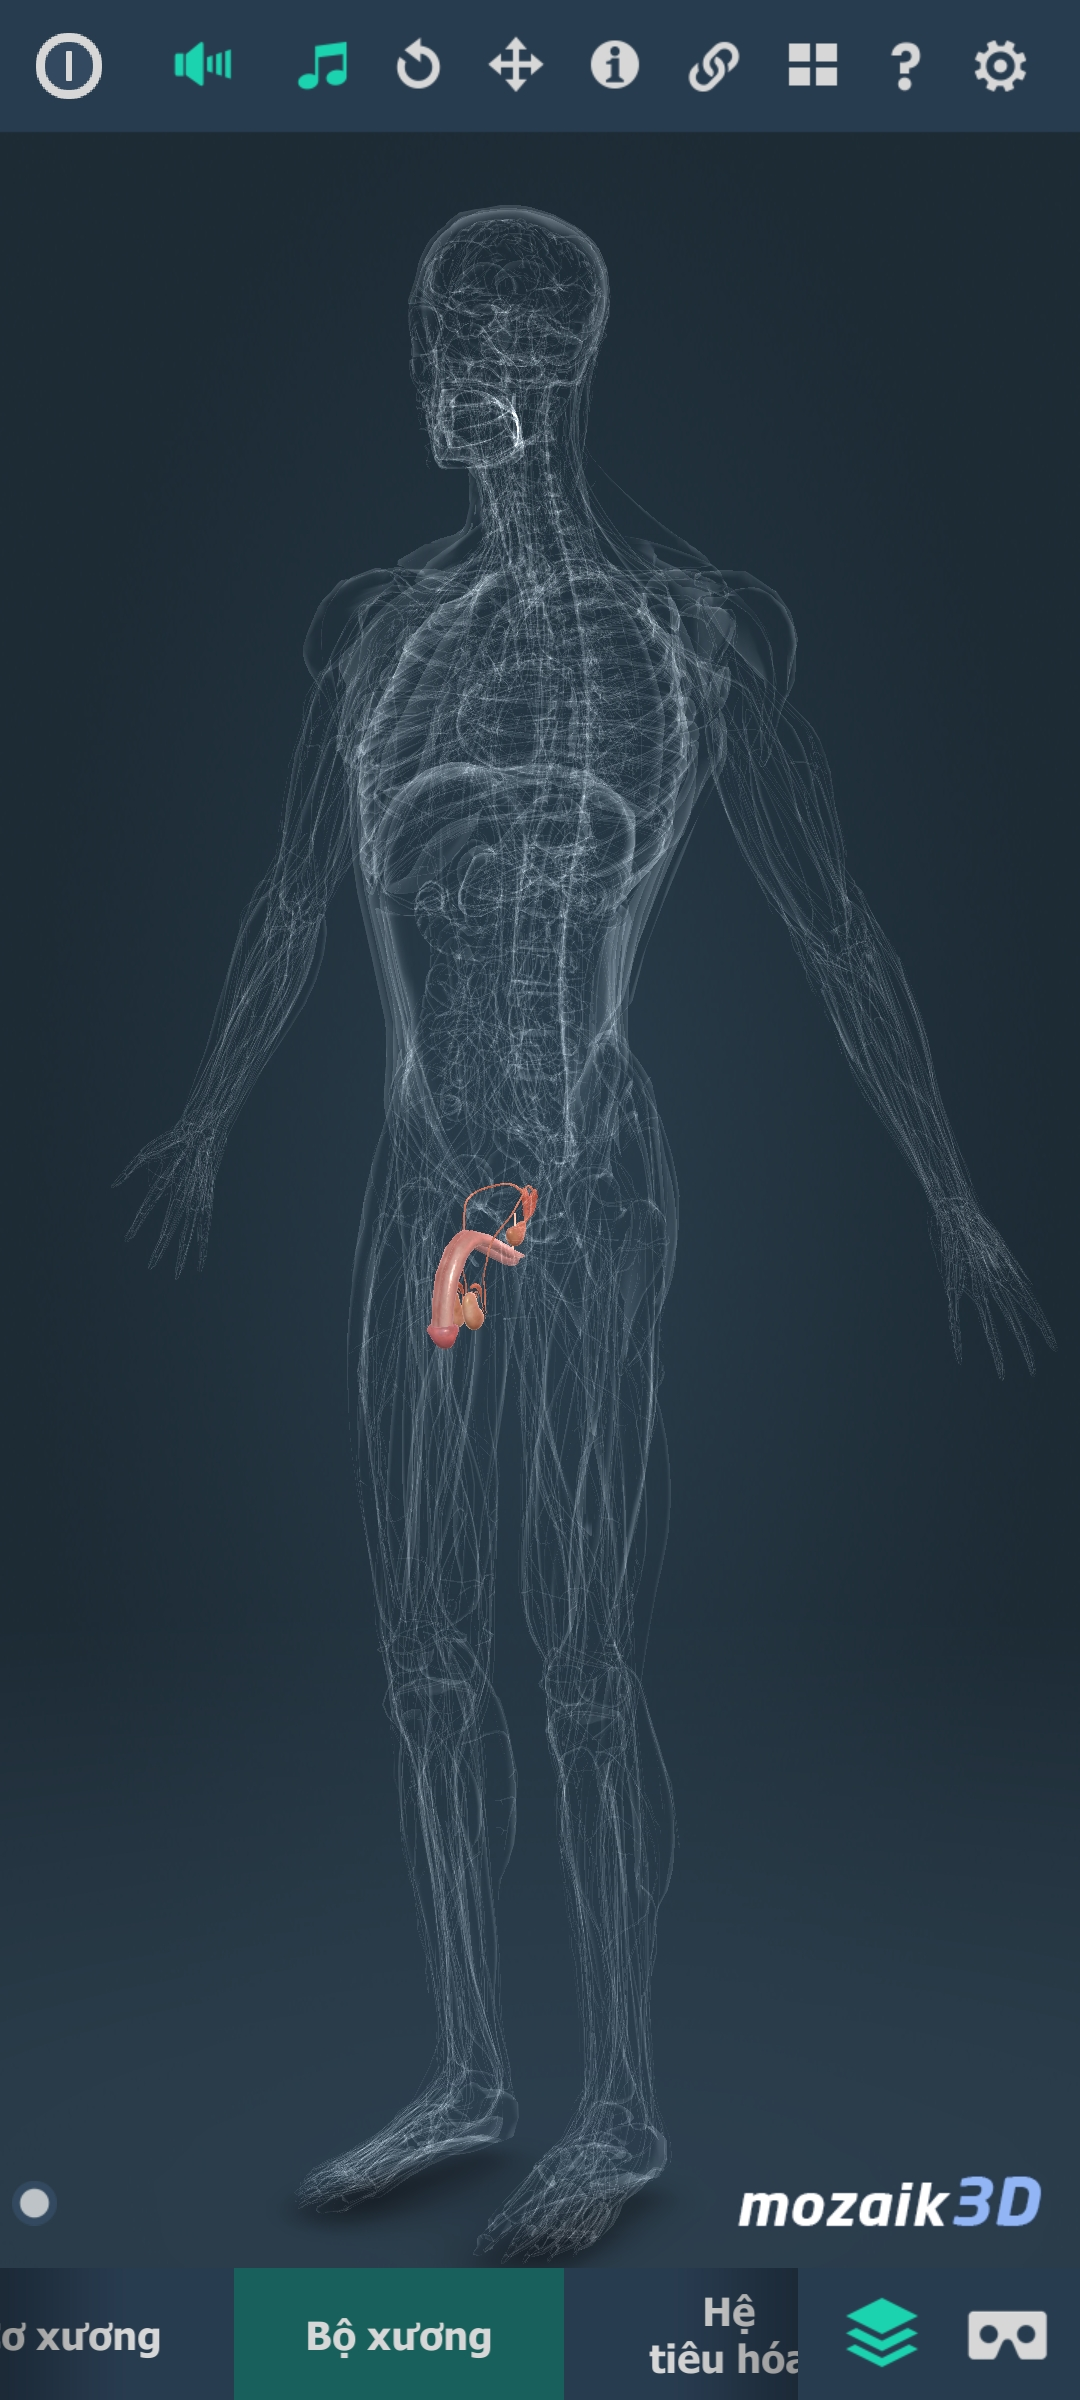 mozaik3D
xương
Bộ xương
Hệ
tiêu hóa